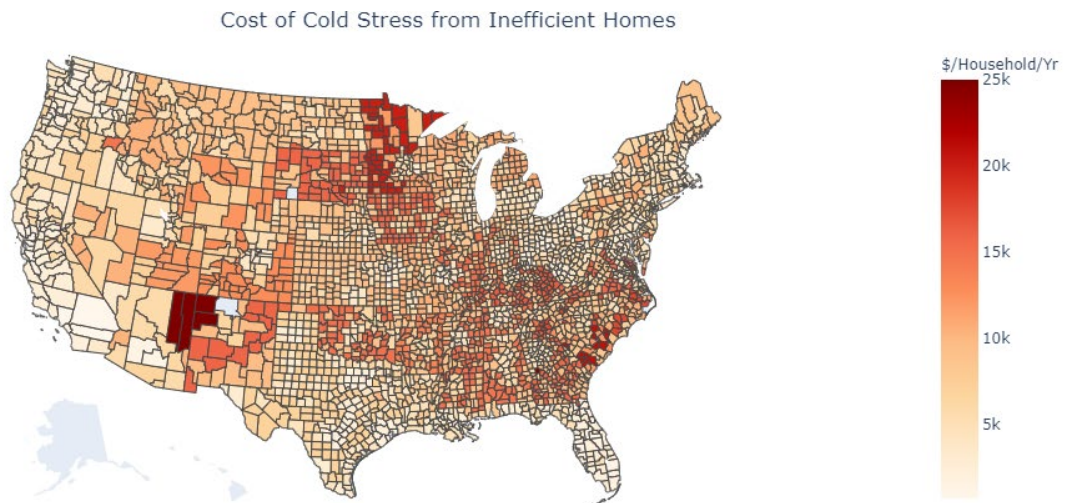 Cost of Cold Stress from Inefficient Homes
$/Household/Yr
25k
20k
15k
10k
5k